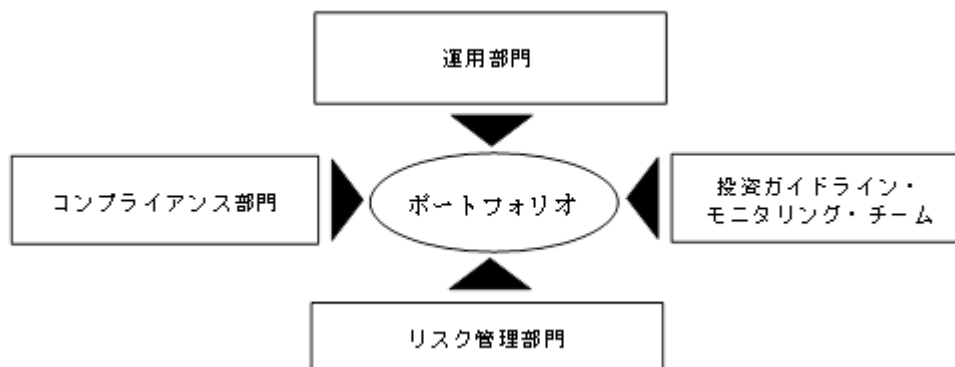 運用部門
コンプライアンス部門
ポートフォリオ
投資ガイドライン・
モニタリング・チーム
リスク管理部門